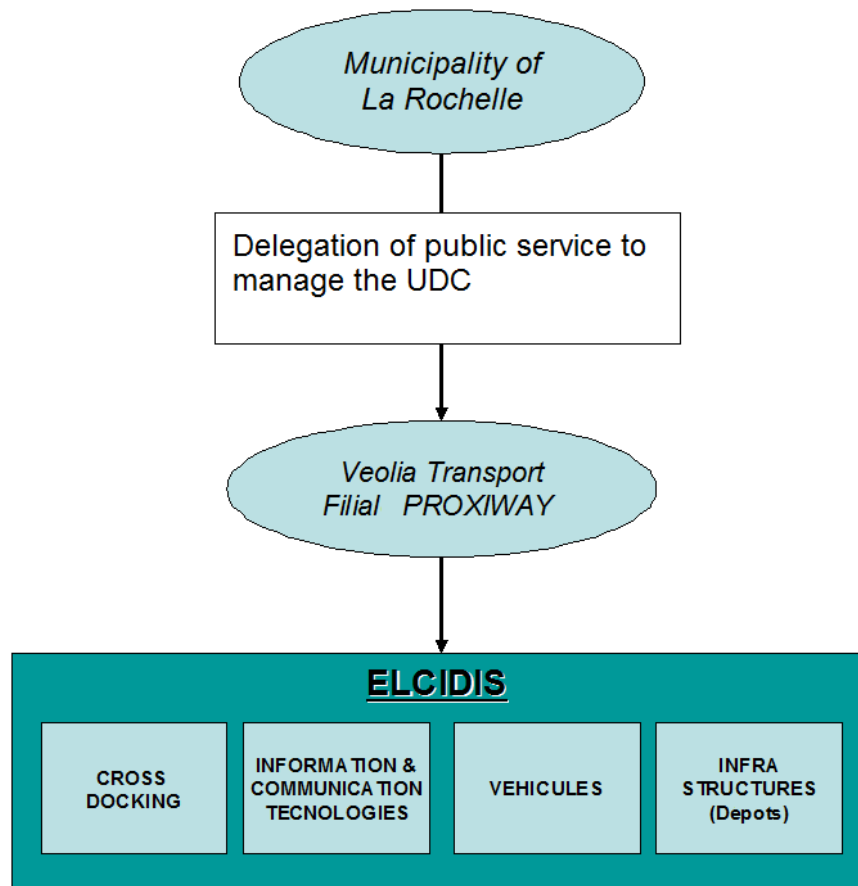 Municipality of
La Rochelle
Delegation of public service to
manage the UDC
Veolia Transport
Filial PROXIWAY
ELCIDIS
CROSS
DOCKING
INFORMATION &
COMMUNICATION
TECNOLOGIES
VEHICULES
INFRA
STRUCTURES
(Depots)